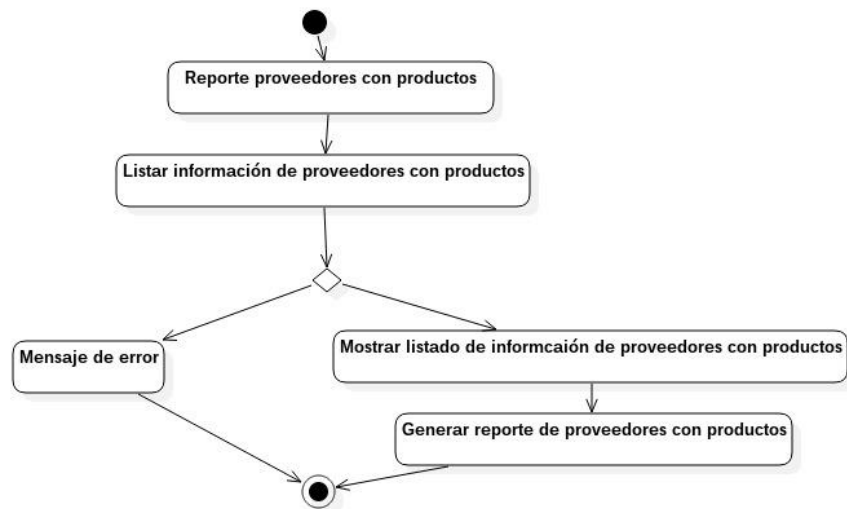 Reporte proveedores con productos
Listar información de proveedores con productos
Mensaje de error
Mostrar listado de informcaión de proveedores con productos
Generar reporte de proveedores con productos